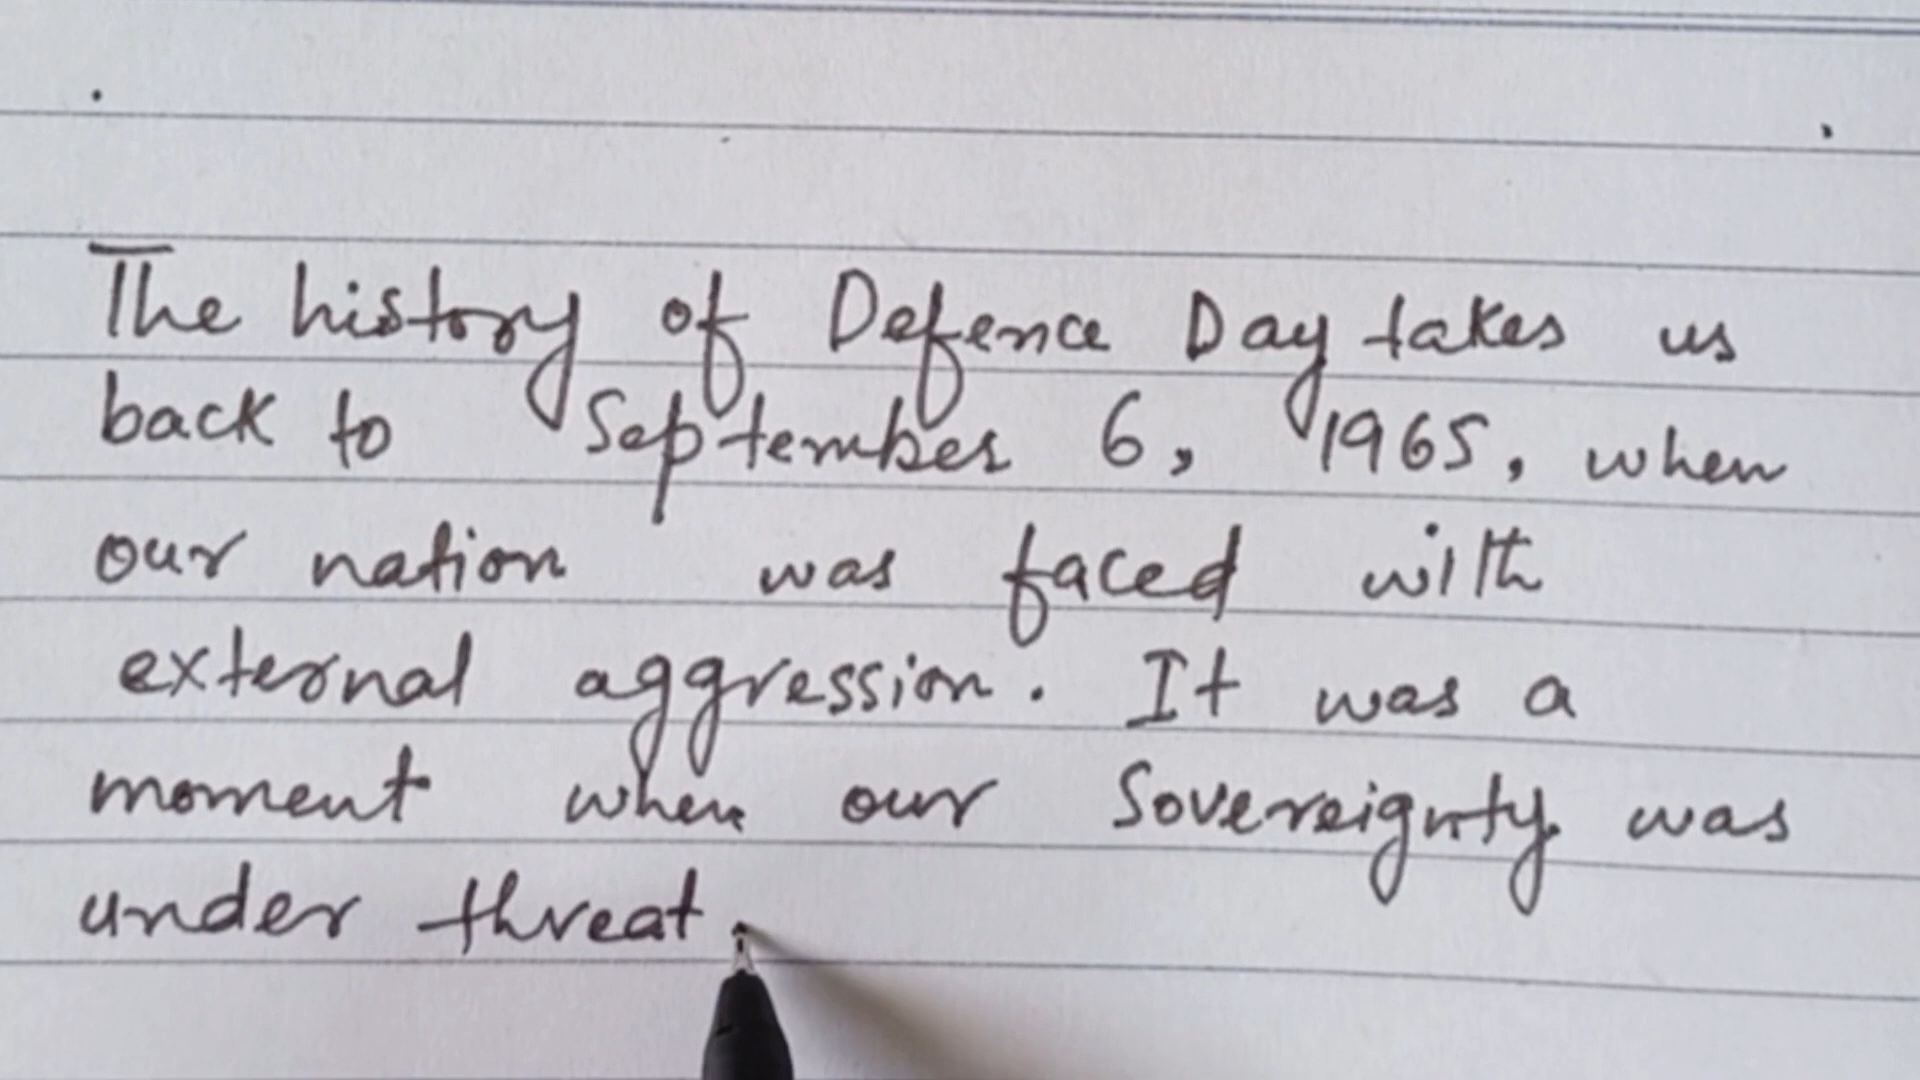 The history of Defence Day takes us
back to September 6, 1965, when
our nation was faced with
external aggression. It was a
moment when our Sovereignty was
under threat.